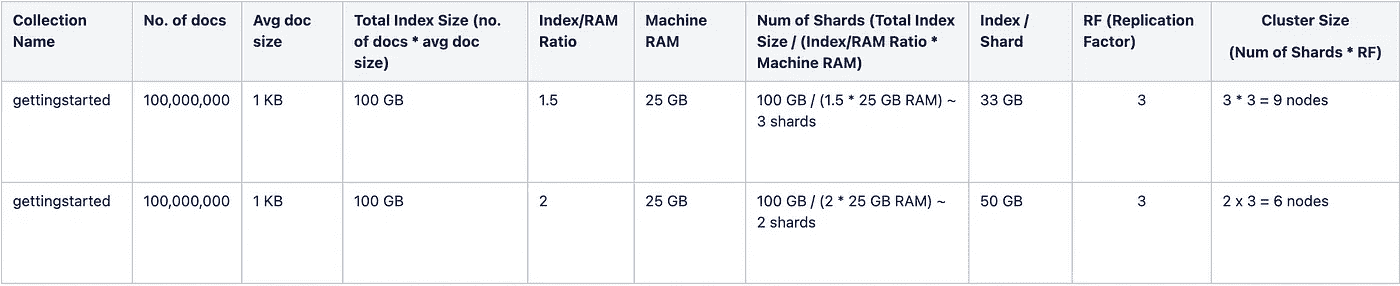 Collection
Name
No. of docs
Avg doc
size
Total Index Size (no.
of docs * avg doc
size)
Index/RAM
Ratio
Machine
RAM
Num of Shards (Total Index
Size / (Index/RAM Ratio *
Machine RAM)
Index /
Shard
RF (Replication
Factor)
Cluster Size
(Num of Shards * RF)
gettingstarted
100,000,000
1 KB
100 GB
1.5
25 GB
100 GB / (1.5 * 25 GB RAM) ~
3 shards
33 GB
3
3 * 3 = 9 nodes
gettingstarted
100,000,000
1 KB
100 GB
2
25 GB
100 GB / (2 * 25 GB RAM) ~
2 shards
50 GB
3
2 x 3 = 6 nodes